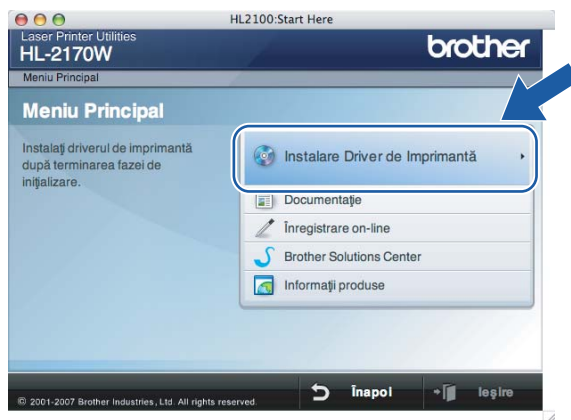 HL2100:Start Here
Laser Printer Utilities
HL-2170W
brother
Meniu Principal
Meniu Principal
Instalaţi driverul de imprimantă
după terminarea fazei de
iniţializare.
Instalare Driver de Imprimantă
Documentaţie
Înregistrare on-line
Brother Solutions Center
Informaţii produse
© 2001-2007 Brother Industries, Ltd. All rights reserved.
Înapoi
Ieşire